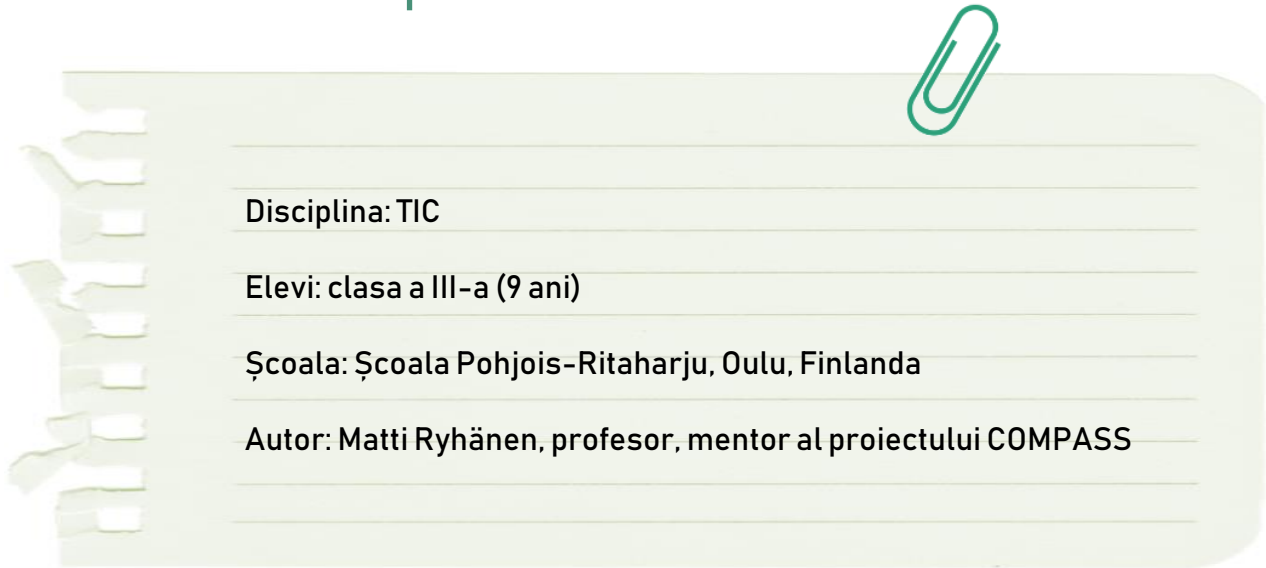 Disciplina: TIC
Elevi: clasa a III-a (9 ani)
Școala: Școala Pohjois-Ritaharju, Oulu, Finlanda
Autor: Matti Ryhänen, profesor, mentor al proiectului COMPASS